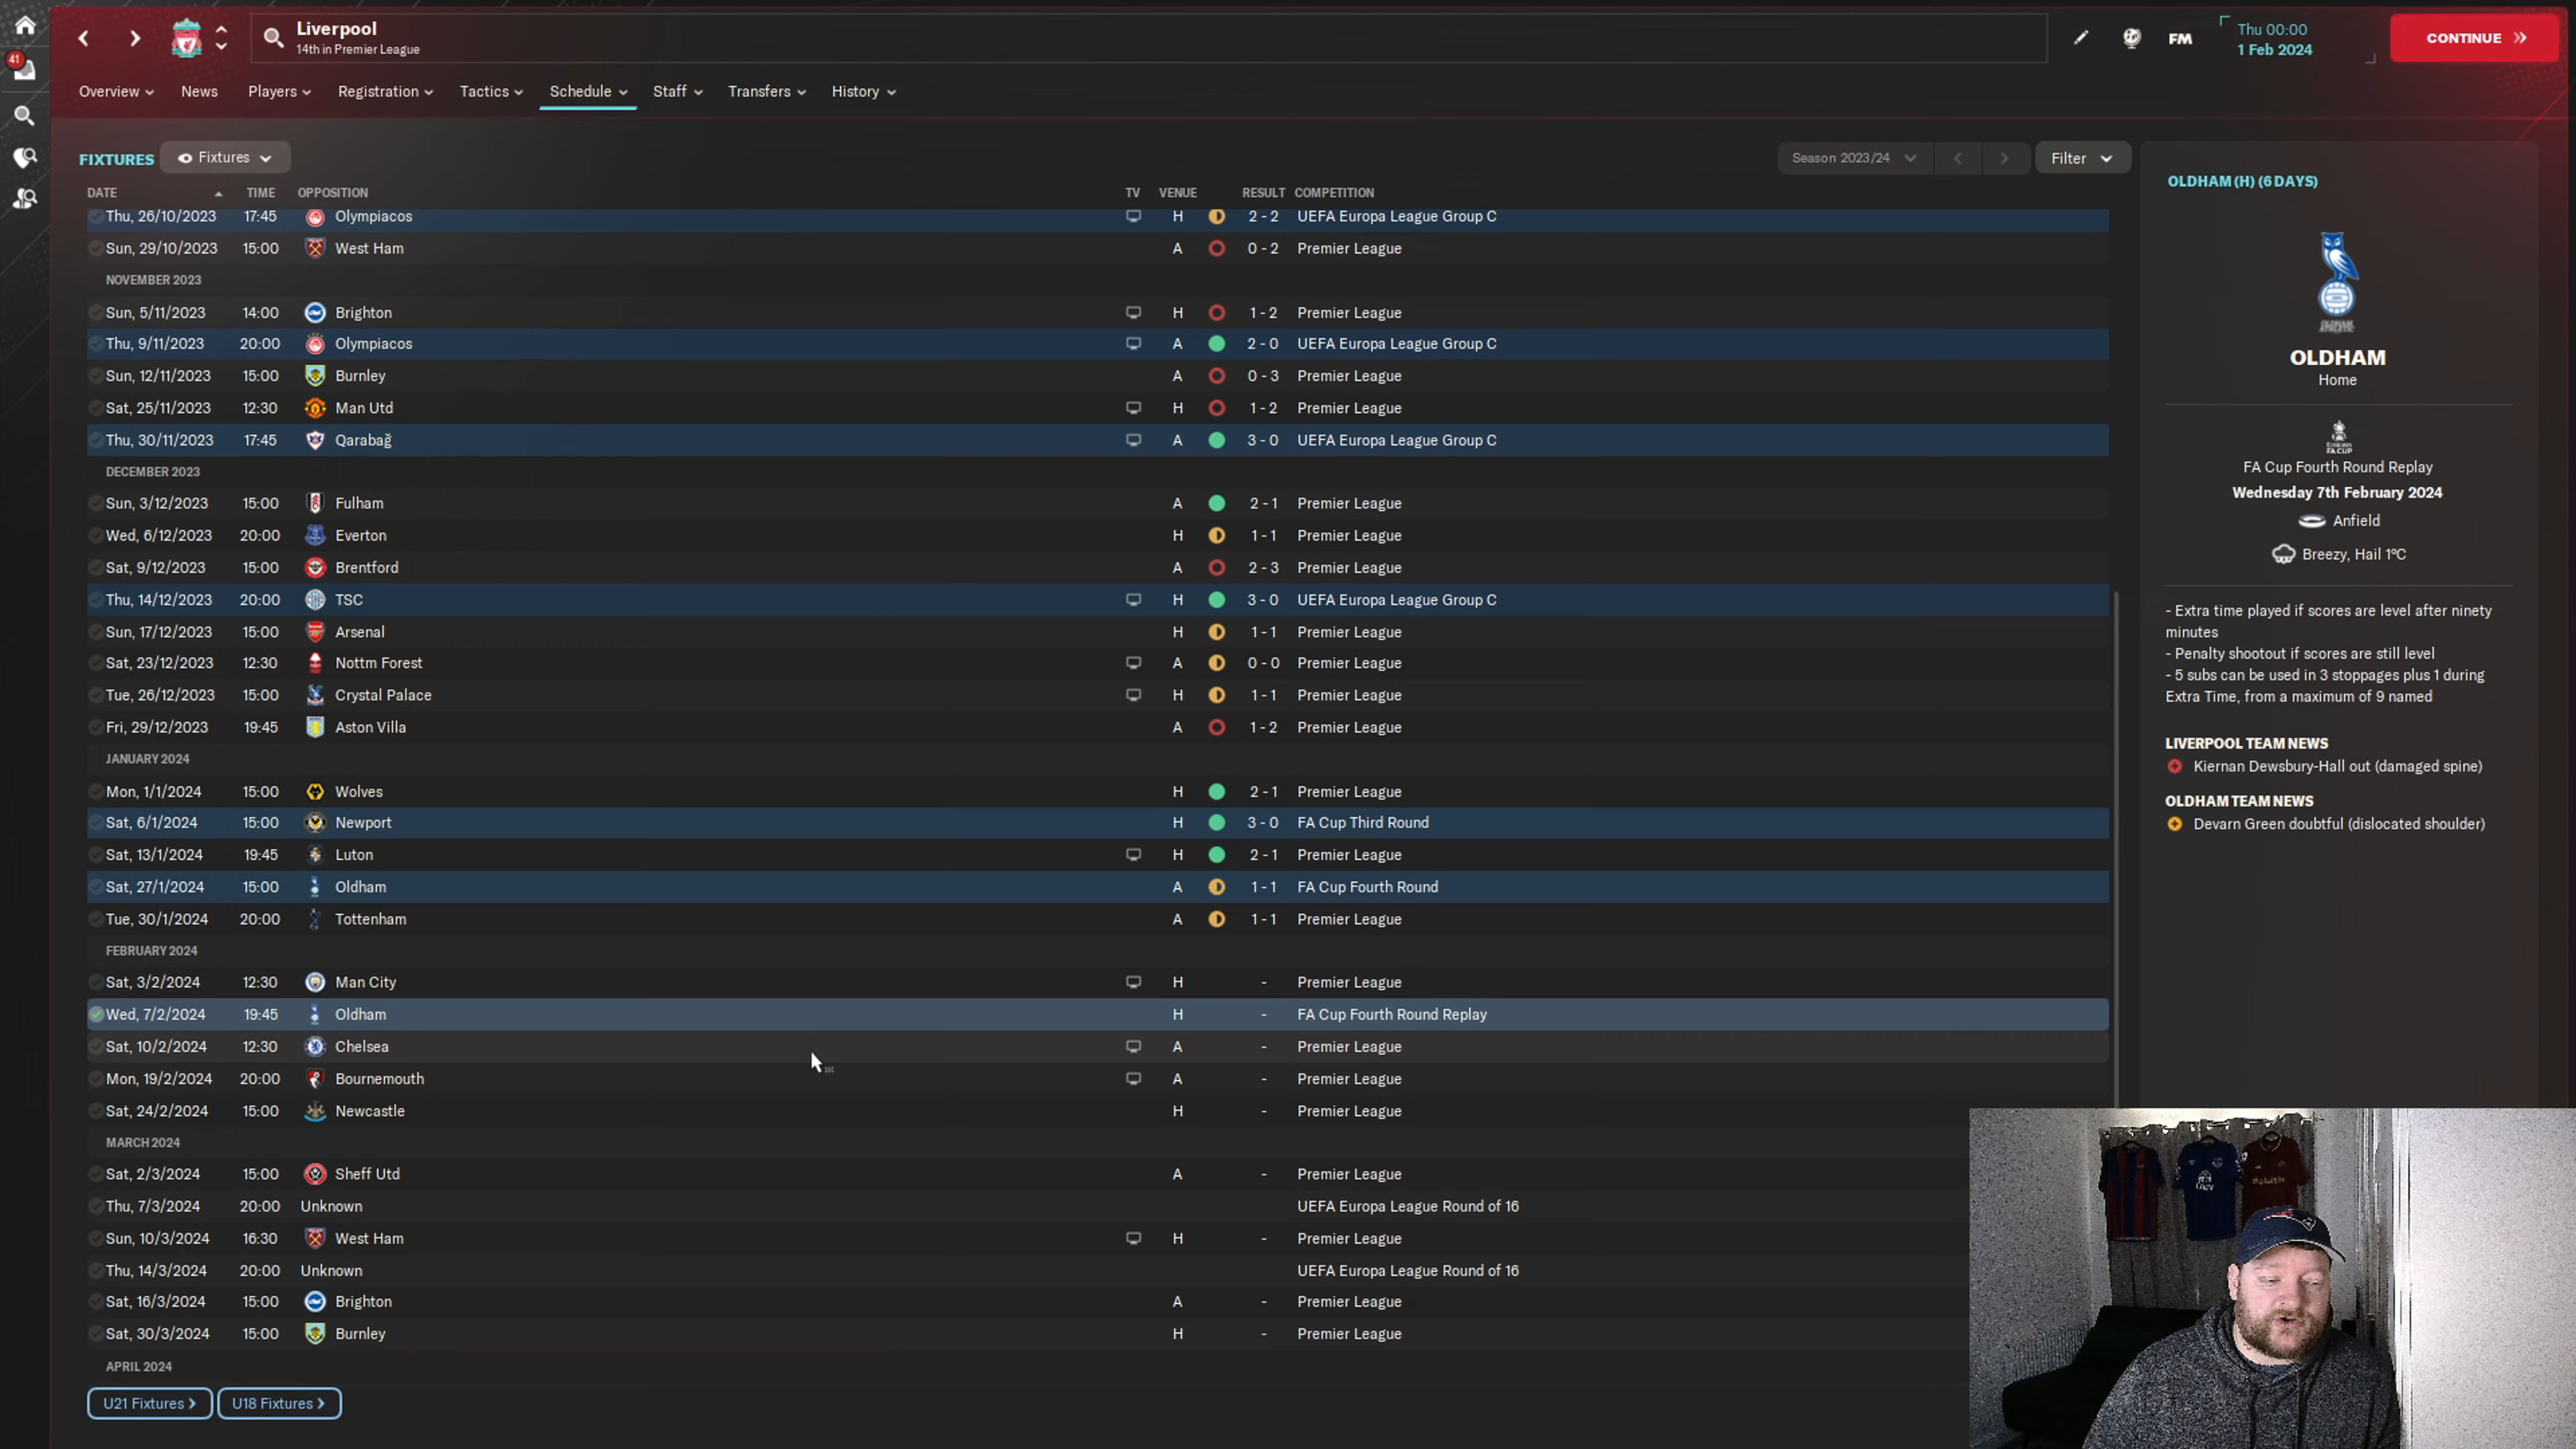 Liverpool
14th in Premier League
41
FM
Thu 00:00
1 Feb 2024
CONTINUE
Overview
News
Players
Registration
Tactics
Schedule
Staff
Transfers
History
FIXTURES
Fixtures
Season 2023/24
Filter
DATE TIME OPPOSITION TV VENUE RESULT COMPETITION
Thu, 26/10/2023 17:45 Olympiacos H 2 - 2 UEFA Europa League Group C
Sun, 29/10/2023 15:00 West Ham A 0 - 2 Premier League
NOVEMBER 2023
Sun, 5/11/2023 14:00 Brighton H 1 - 2 Premier League
Thu, 9/11/2023 20:00 Olympiacos A 2 - 0 UEFA Europa League Group C
Sun, 12/11/2023 15:00 Burnley A 0 - 3 Premier League
Sat, 25/11/2023 12:30 Man Utd H 1 - 2 Premier League
Thu, 30/11/2023 17:45 Qarabağ A 3 - 0 UEFA Europa League Group C
DECEMBER 2023
Sun, 3/12/2023 15:00 Fulham A 2 - 1 Premier League
Wed, 6/12/2023 20:00 Everton H 1 - 1 Premier League
Sat, 9/12/2023 15:00 Brentford A 2 - 3 Premier League
Thu, 14/12/2023 20:00 TSC H 3 - 0 UEFA Europa League Group C
Sun, 17/12/2023 15:00 Arsenal H 1 - 1 Premier League
Sat, 23/12/2023 12:30 Nottm Forest A 0 - 0 Premier League
Tue, 26/12/2023 15:00 Crystal Palace H 1 - 1 Premier League
Fri, 29/12/2023 19:45 Aston Villa A 1 - 2 Premier League
JANUARY 2024
Mon, 1/1/2024 15:00 Wolves H 2 - 1 Premier League
Sat, 6/1/2024 15:00 Newport H 3 - 0 FA Cup Third Round
Sat, 13/1/2024 19:45 Luton H 2 - 1 Premier League
Sat, 27/1/2024 15:00 Oldham A 1 - 1 FA Cup Fourth Round
Tue, 30/1/2024 20:00 Tottenham A 1 - 1 Premier League
FEBRUARY 2024
Sat, 3/2/2024 12:30 Man City H - Premier League
Wed, 7/2/2024 19:45 Oldham H - FA Cup Fourth Round Replay
Sat, 10/2/2024 12:30 Chelsea A - Premier League
Mon, 19/2/2024 20:00 Bournemouth A - Premier League
Sat, 24/2/2024 15:00 Newcastle H - Premier League
MARCH 2024
Sat, 2/3/2024 15:00 Sheff Utd A - Premier League
Thu, 7/3/2024 20:00 Unknown UEFA Europa League Round of 16
Sun, 10/3/2024 16:30 West Ham H - Premier League
Thu, 14/3/2024 20:00 Unknown UEFA Europa League Round of 16
Sat, 16/3/2024 15:00 Brighton A - Premier League
Sat, 30/3/2024 15:00 Burnley H - Premier League
APRIL 2024
U21 Fixtures
U18 Fixtures
OLDHAM (H) (6 DAYS)
OLDHAM ATHLETIC
OLDHAM
Home
Emirates FA CUP
FA Cup Fourth Round Replay
Wednesday 7th February 2024
Anfield
Breezy, Hail 1ºC
- Extra time played if scores are level after ninety
minutes
- Penalty shootout if scores are still level
- 5 subs can be used in 3 stoppages plus 1 during
Extra Time, from a maximum of 9 named
LIVERPOOL TEAM NEWS
Kiernan Dewsbury-Hall out (damaged spine)
OLDHAM TEAM NEWS
Devarn Green doubtful (dislocated shoulder)